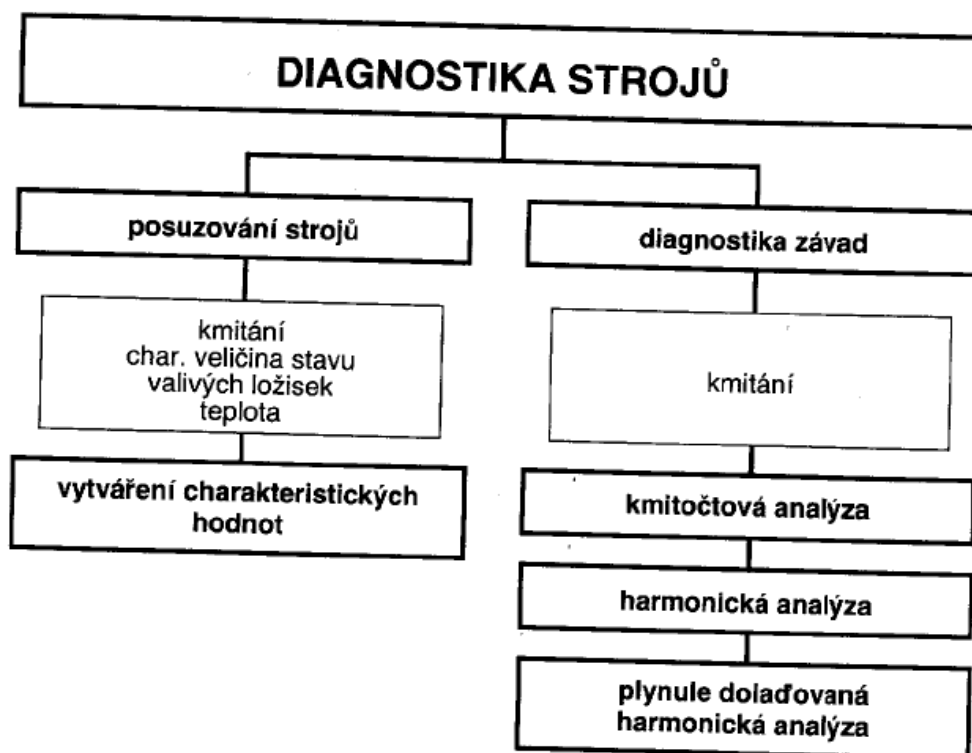 DIAGNOSTIKA STROJŮ
posuzování strojů
kmitání
char. veličina stavu
valivých ložisek
teplota
vytváření charakteristických
hodnot
diagnostika závad
kmitání
kmitočtová analýza
harmonická analýza
plynule dolaďovaná
harmonická analýza